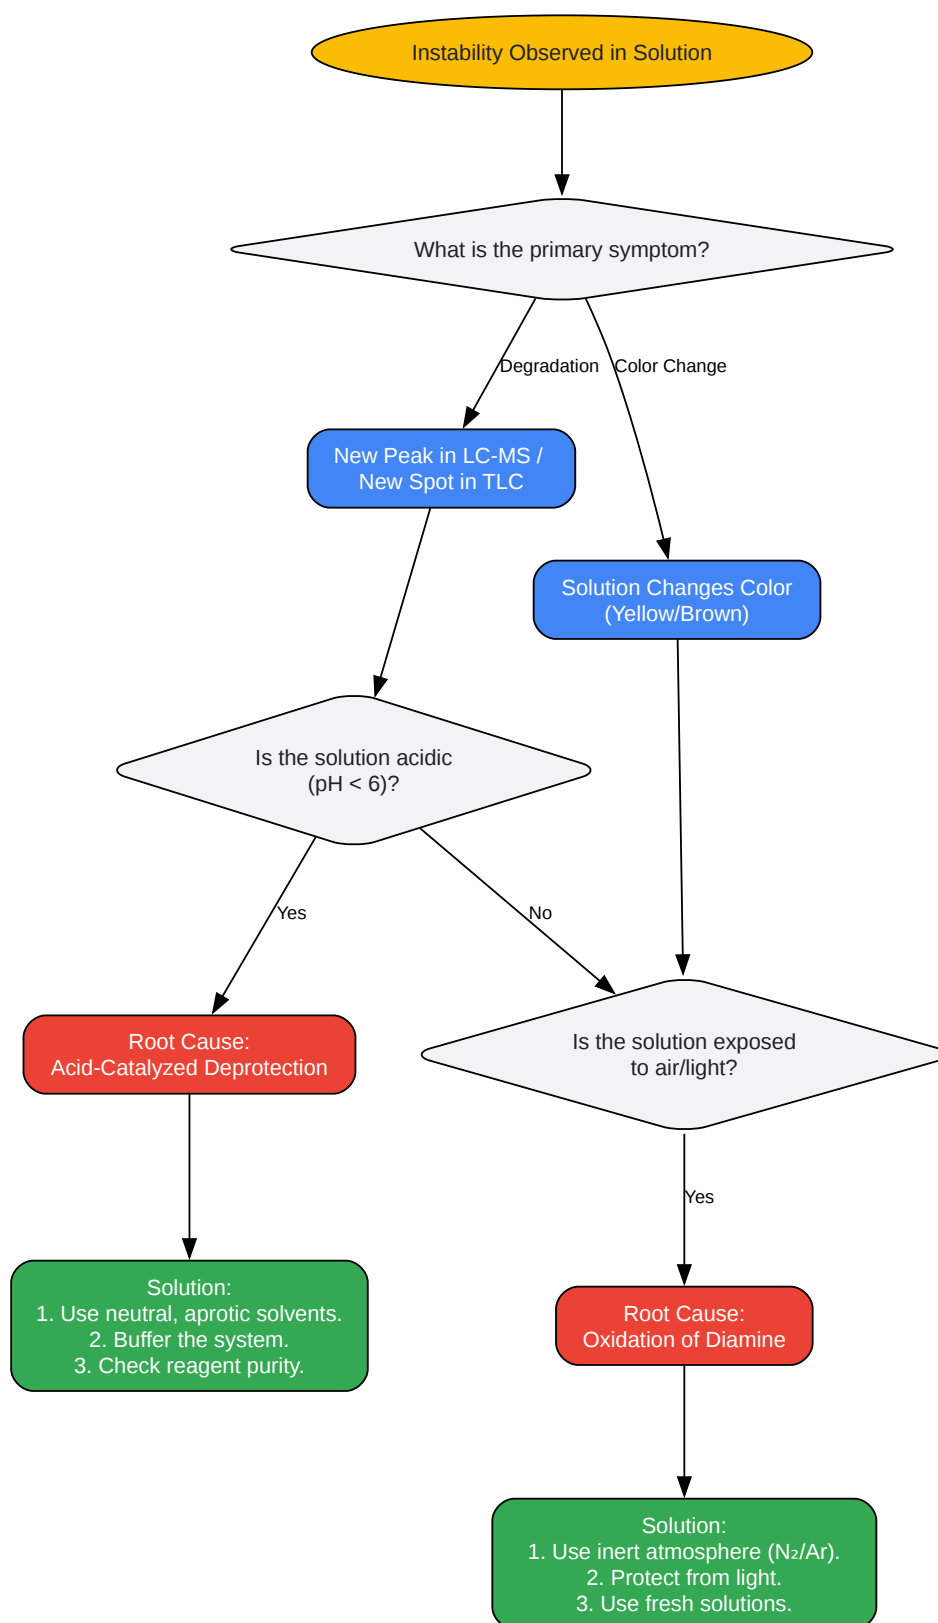 Instability Observed in Solution
What is the primary symptom?
Degradation
Color Change
New Peak in LC-MS /
New Spot in TLC
Solution Changes Color
(Yellow/Brown)
Is the solution acidic
(pH < 6)?
Yes
No
Root Cause:
Acid-Catalyzed Deprotection
Is the solution exposed
to air/light?
Yes
Solution:
1. Use neutral, aprotic solvents.
2. Buffer the system.
3. Check reagent purity.
Root Cause:
Oxidation of Diamine
Solution:
1. Use inert atmosphere (N₂/Ar).
2. Protect from light.
3. Use fresh solutions.